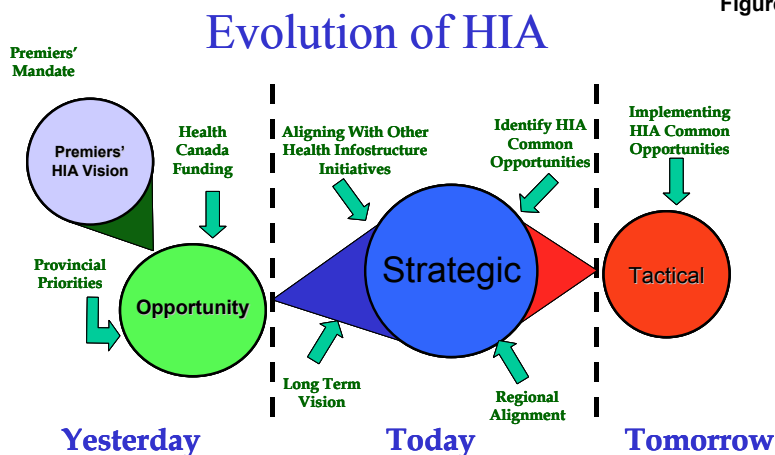 Figure
Evolution of HIA
Premiers'
Mandate
Premiers'
HIA Vision
Health
Canada
Funding
Provincial
Priorities
Opportunity
Aligning With Other
Health Infostructure
Initiatives
Identify HIA
Common
Opportunities
Strategic
Long Term
Vision
Regional
Alignment
Implementing
HIA Common
Opportunities
Tactical
Yesterday
Today
Tomorrow